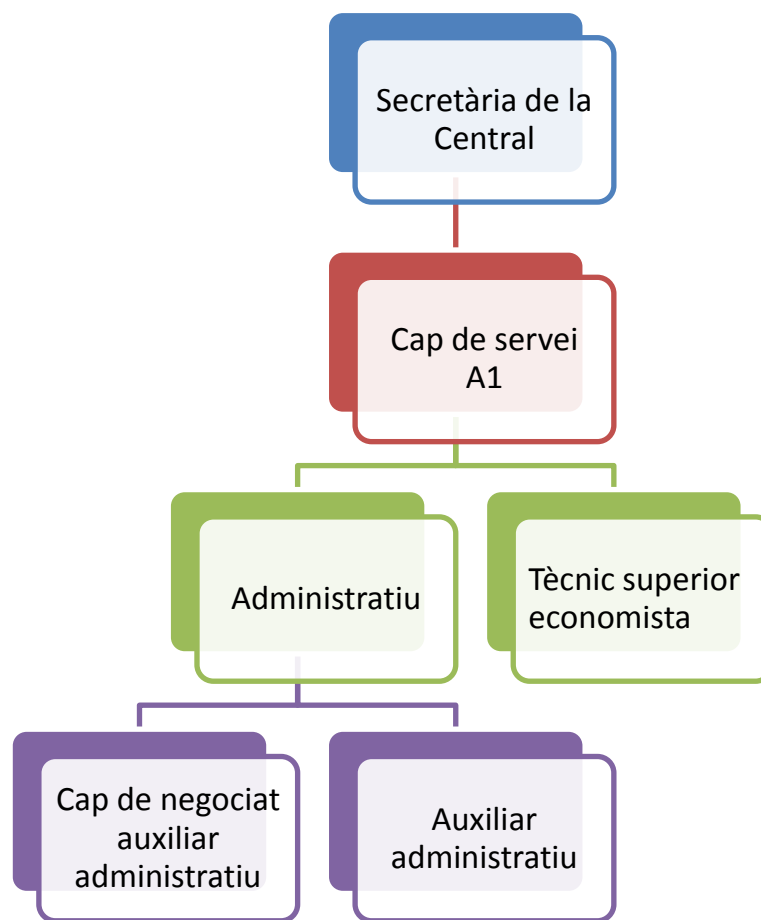 Secretària de la
Central
Cap de servei
A1
Administratiu
Tècnic superior
economista
Cap de negociat
auxiliar
administratiu
Auxiliar
administratiu